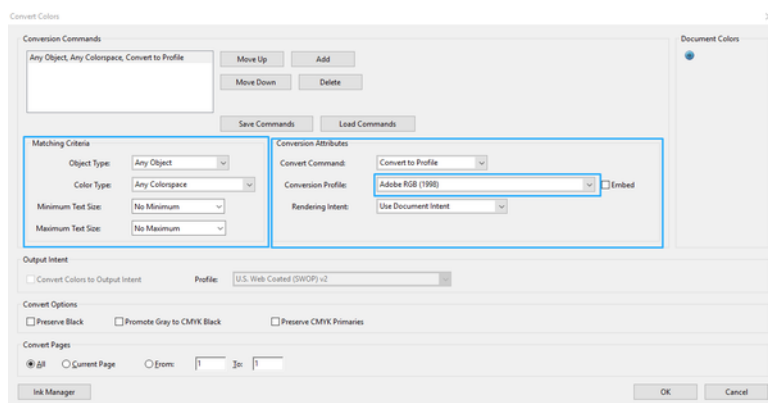 Convert Colors
Conversion Commands
Any Object, Any Colorspace, Convert to Profile
Move Up
Add
Move Down
Delete
Save Commands
Load Commands
Document Colors
Matching Criteria
Object Type: Any Object
Color Type: Any Colorspace
Minimum Text Size: No Minimum
Maximum Text Size: No Maximum
Conversion Attributes
Convert Command: Convert to Profile
Conversion Profile: Adobe RGB (1998) Embed
Rendering Intent: Use Document Intent
Output Intent
Convert Colors to Output Intent Profile: U.S. Web Coated (SWOP) v2
Convert Options
Preserve Black Promote Gray to CMYK Black Preserve CMYK Primaries
Convert Pages
All Current Page From: 1 To: 1
Ink Manager
OK
Cancel